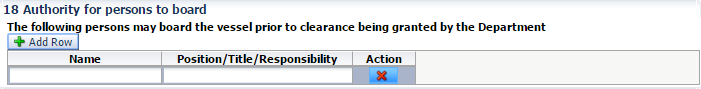 18 Authority for persons to board
The following persons may board the vessel prior to clearance being granted by the Department
Add Row
Name Position/Title/Responsibility Action